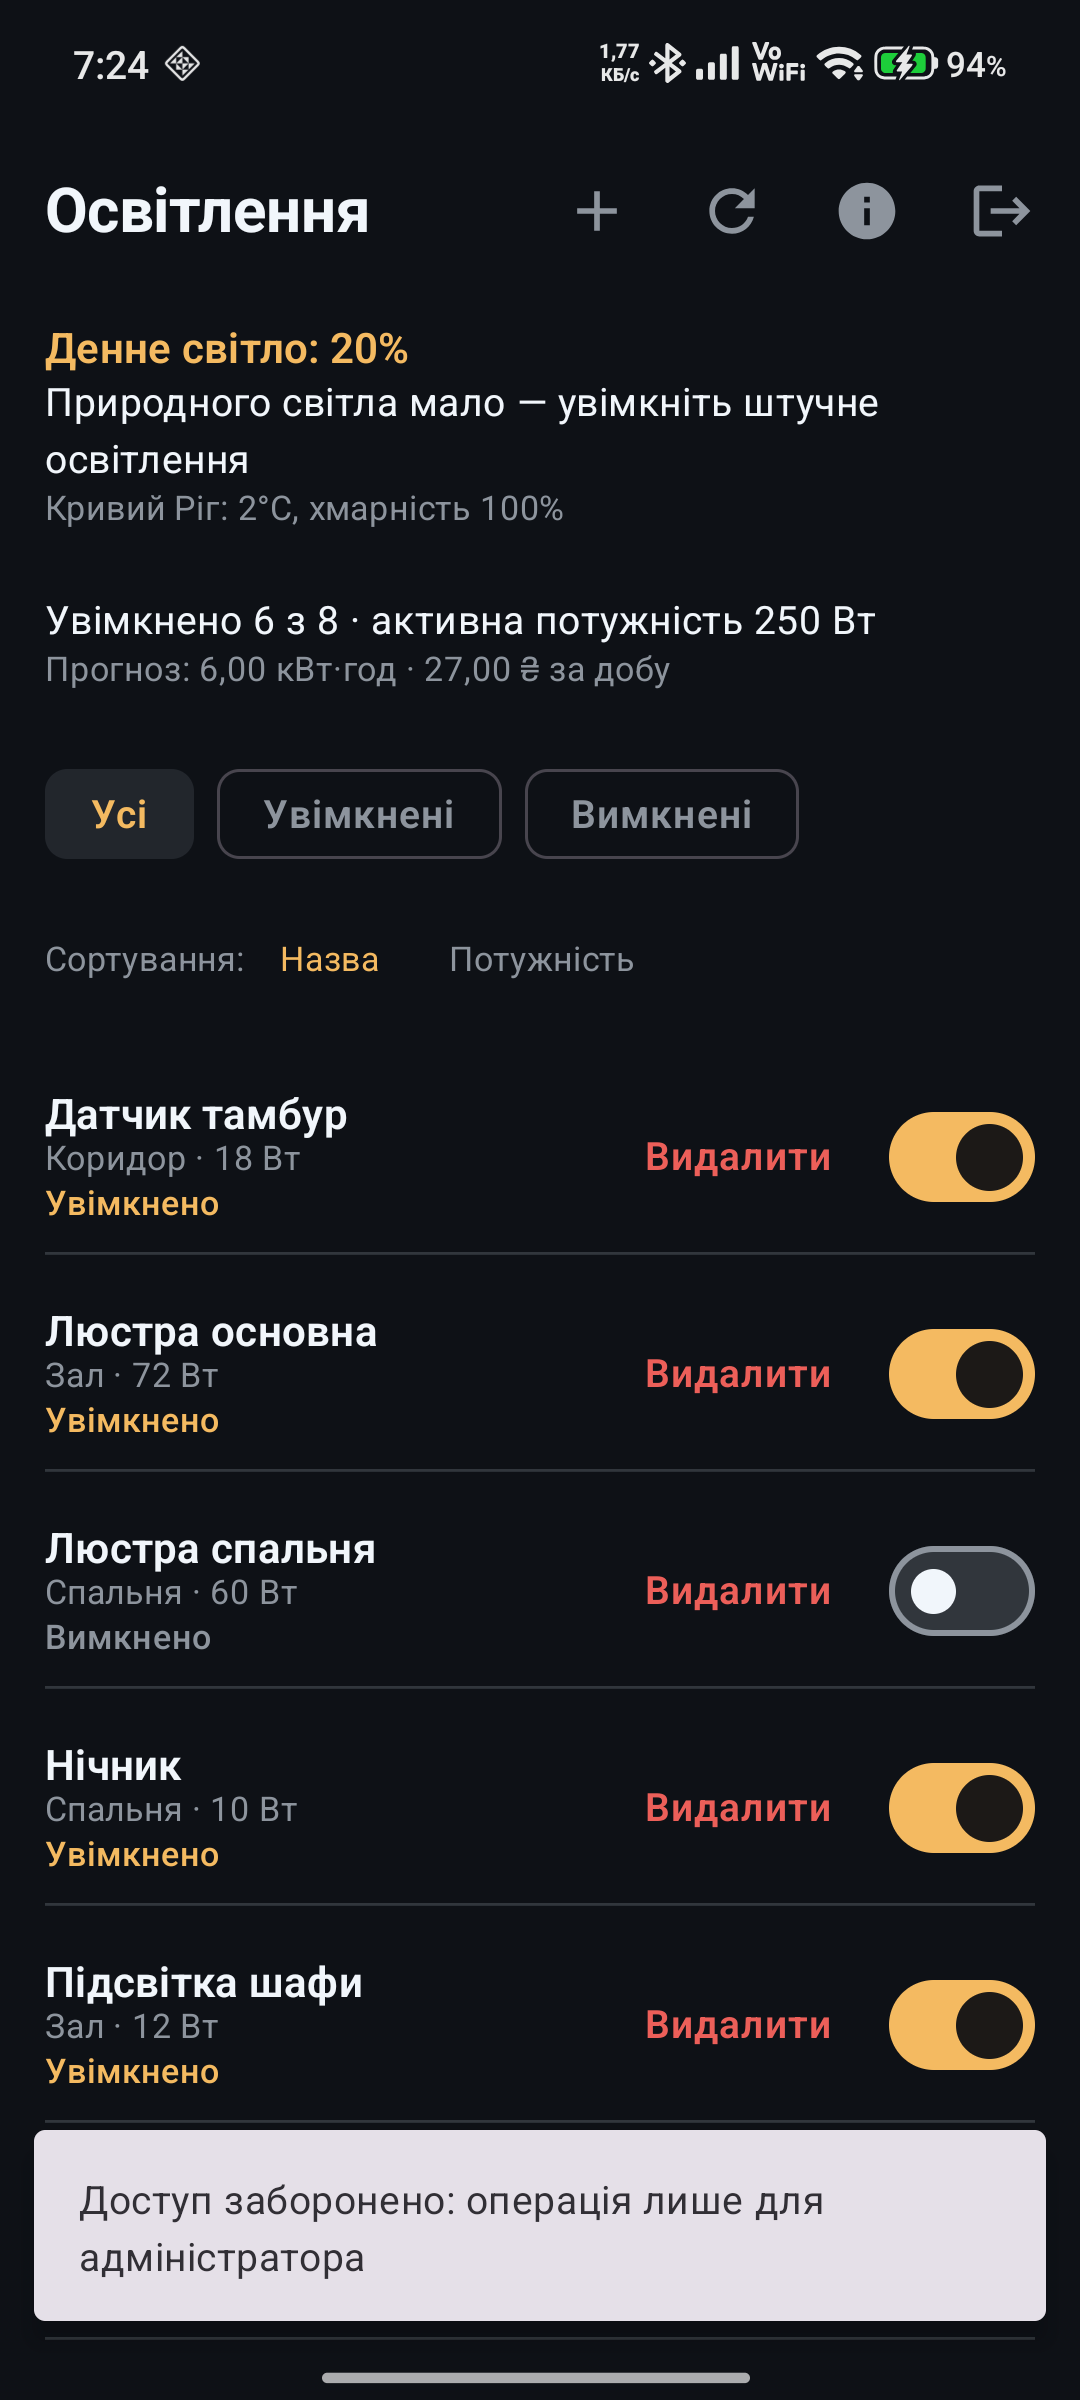 7:24
1,77
КБ/с
Vo
WiFi
94%
Освітлення
Денне світло: 20%
Природного світла мало — увімкніть штучне
освітлення
Кривий Ріг: 2°C, хмарність 100%
Увімкнено 6 з 8 · активна потужність 250 Вт
Прогноз: 6,00 кВт·год · 27,00 ₴ за добу
Усі
Увімкнені
Вимкнені
Сортування: Назва Потужність
Датчик тамбур
Коридор · 18 Вт
Увімкнено
Видалити
Люстра основна
Зал · 72 Вт
Увімкнено
Видалити
Люстра спальня
Спальня · 60 Вт
Вимкнено
Видалити
Нічник
Спальня · 10 Вт
Увімкнено
Видалити
Підсвітка шафи
Зал · 12 Вт
Увімкнено
Видалити
Доступ заборонено: операція лише для
адміністратора